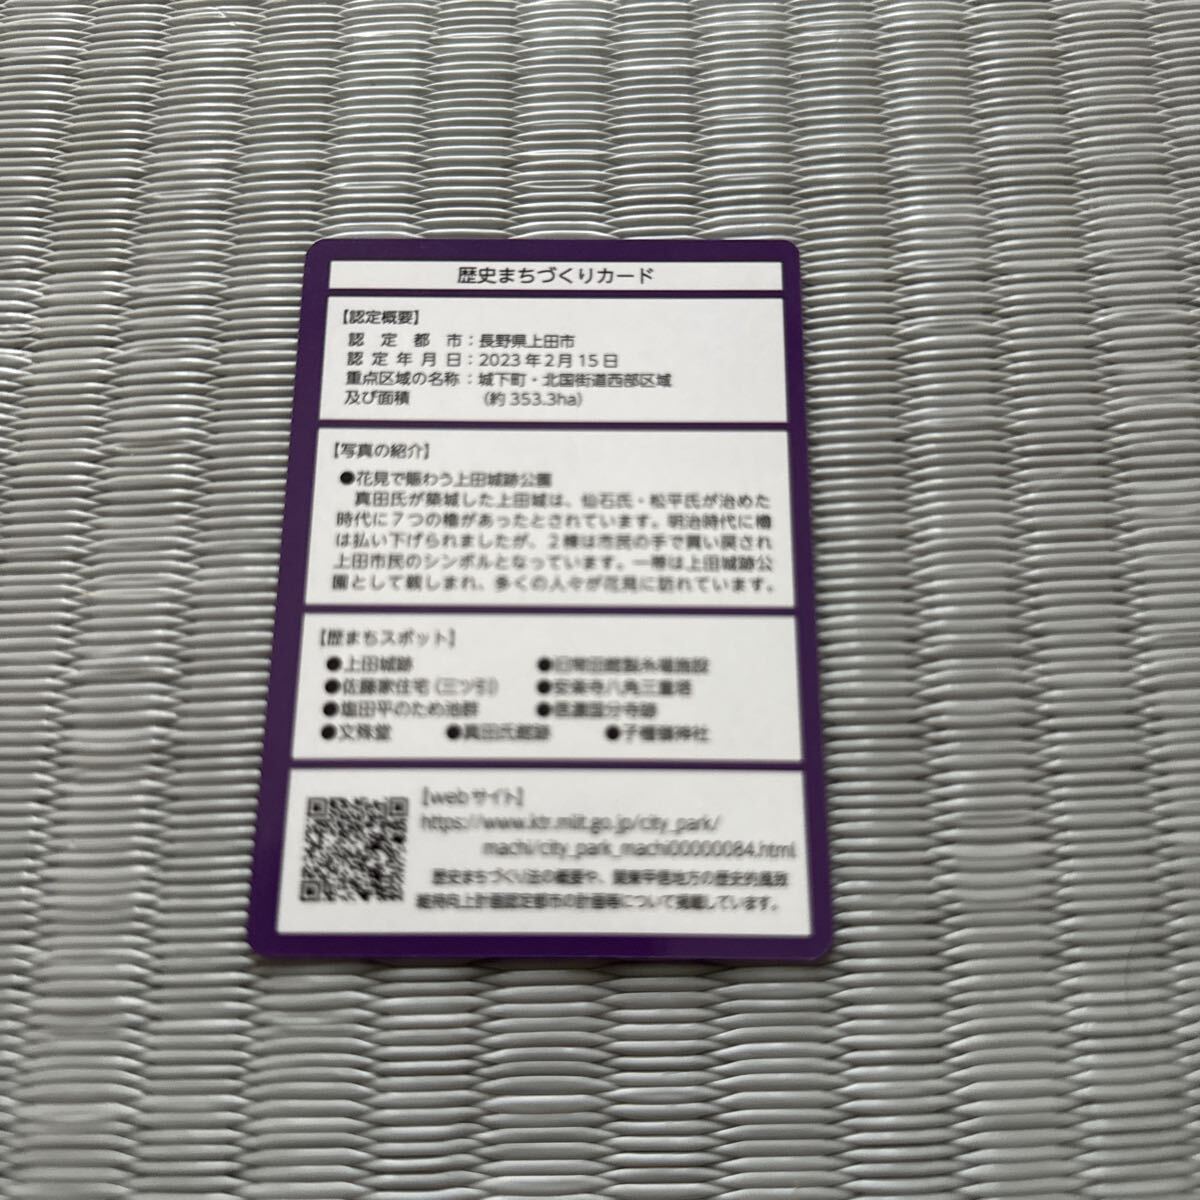 歴史まちづくりカード
【認定概要】
認定都市：長野県上田市
認定年月日：2023年2月15日
重点区域の名称：城下町・北国街道西部区域
及び面積　（約353.3ha）
【写真の紹介】
●花見で賑わう上田城跡公園
真田氏が築城した上田城は、仙石氏・松平氏が治めた
時代に７つの櫓があったとされています。明治時代に櫓
は払い下げられましたが、２棟は市民の手で買い戻され
上田市民のシンボルとなっています。一帯は上田城跡公
園として親しまれ、多くの人々が花見に訪れています。
【歴まちスポット】
●上田城跡　●旧常田館製糸場施設
●佐藤家住宅（三ツ引）　●安楽寺八角三重塔
●塩田平のため池群　●信濃国分寺跡
●文殊堂　●真田氏館跡　●子檀嶺神社
【webサイト】
https://www.ktr.mlit.go.jp/city_park/
machi/city_park_machi00000084.html
歴史まちづくり法の概要や、関東甲信地方の歴史的風致
維持向上計画認定都市の計画等について掲載しています。